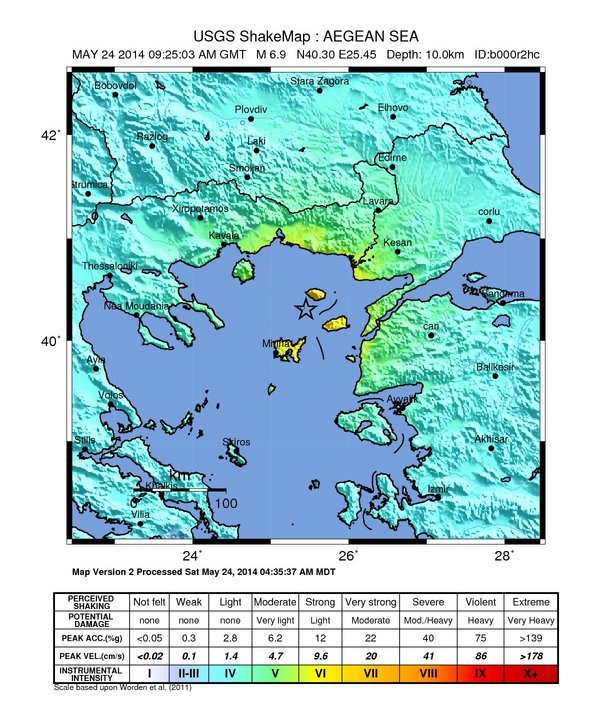 USGS ShakeMap : AEGEAN SEA
MAY 24 2014 09:25:03 AM GMT M 6.9 N40.30 E25.45 Depth: 10.0km ID:b000r2hc
Bobovdol
Stara Zagora
Plovdiv
Elhovo
42°
Razlog
Laki
Edirne
Smoljan
Strumica
Lavara
Xiropotamos
corlu
Kavala
Kesan
Thessaloniki
Nea Moudania
Bandirma
can
40°
Mirina
Ayia
Balikesir
Volos
Ayvalik
Stilis
Skiros
Akhisar
km
Khalkis
Izmir
0
100
Vilia
24°
26°
28°
Map Version 2 Processed Sat May 24, 2014 04:35:37 AM MDT
PERCEIVED SHAKING Not felt Weak Light Moderate Strong Very strong Severe Violent Extreme
POTENTIAL DAMAGE none none none Very light Light Moderate Mod./Heavy Heavy Very Heavy
PEAK ACC.(%g) <0.05 0.3 2.8 6.2 12 22 40 75 >139
PEAK VEL.(cm/s) <0.02 0.1 1.4 4.7 9.6 20 41 86 >178
INSTRUMENTAL INTENSITY I II-III IV V VI VII VIII IX X+
Scale based upon Worden et al. (2011)